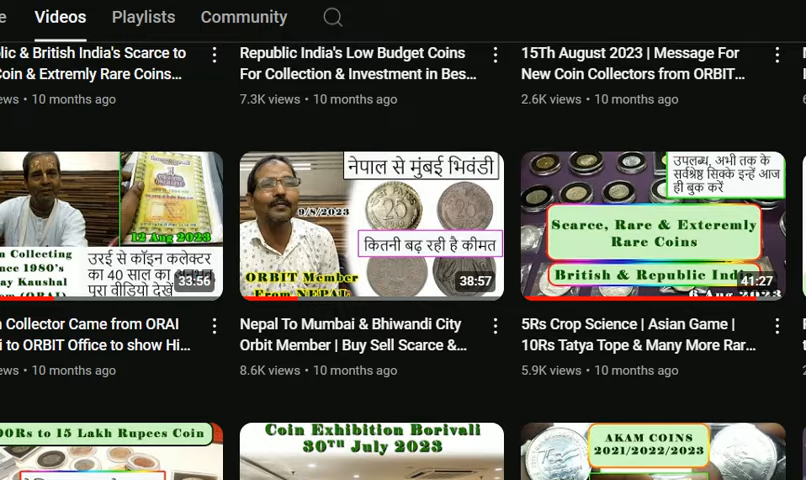 Videos Playlists Community
lic & British India's Scarce to
Coin & Extremly Rare Coins...
ews • 10 months ago
Republic India's Low Budget Coins
For Collection & Investment in Bes...
7.3K views • 10 months ago
15Th August 2023 | Message For
New Coin Collectors from ORBIT...
2.6K views • 10 months ago
12 Aug 2023
n Collecting
nce 1980's
ay Kaushal
उरई से कॉइन कलेक्टर
का 40 साल का
पूरा वीडियो देखें
33:56
Collector Came from ORAI
i to ORBIT Office to show Hi...
ews • 10 months ago
नेपाल से मुंबई भिवंडी
9/8/2023
20
20
कितनी बढ़ रही है कीमत
ORBIT Member
From NEPAL
38:57
Nepal To Mumbai & Bhiwandi City
Orbit Member | Buy Sell Scarce &...
8.6K views • 10 months ago
उपलब्ध, अभी तक के
सर्वश्रेष्ठ सिक्के इन्हें आज
ही बुक करें
Scarce, Rare & Exteremly
Rare Coins
British & Republic India
6 Aug 2023
41:27
5Rs Crop Science | Asian Game |
10Rs Tatya Tope & Many More Rar...
5.9K views • 10 months ago
00Rs to 15 Lakh Rupees Coin
Coin Exhibition Borivali
30TH July 2023
AKAM COINS
2021/2022/2023